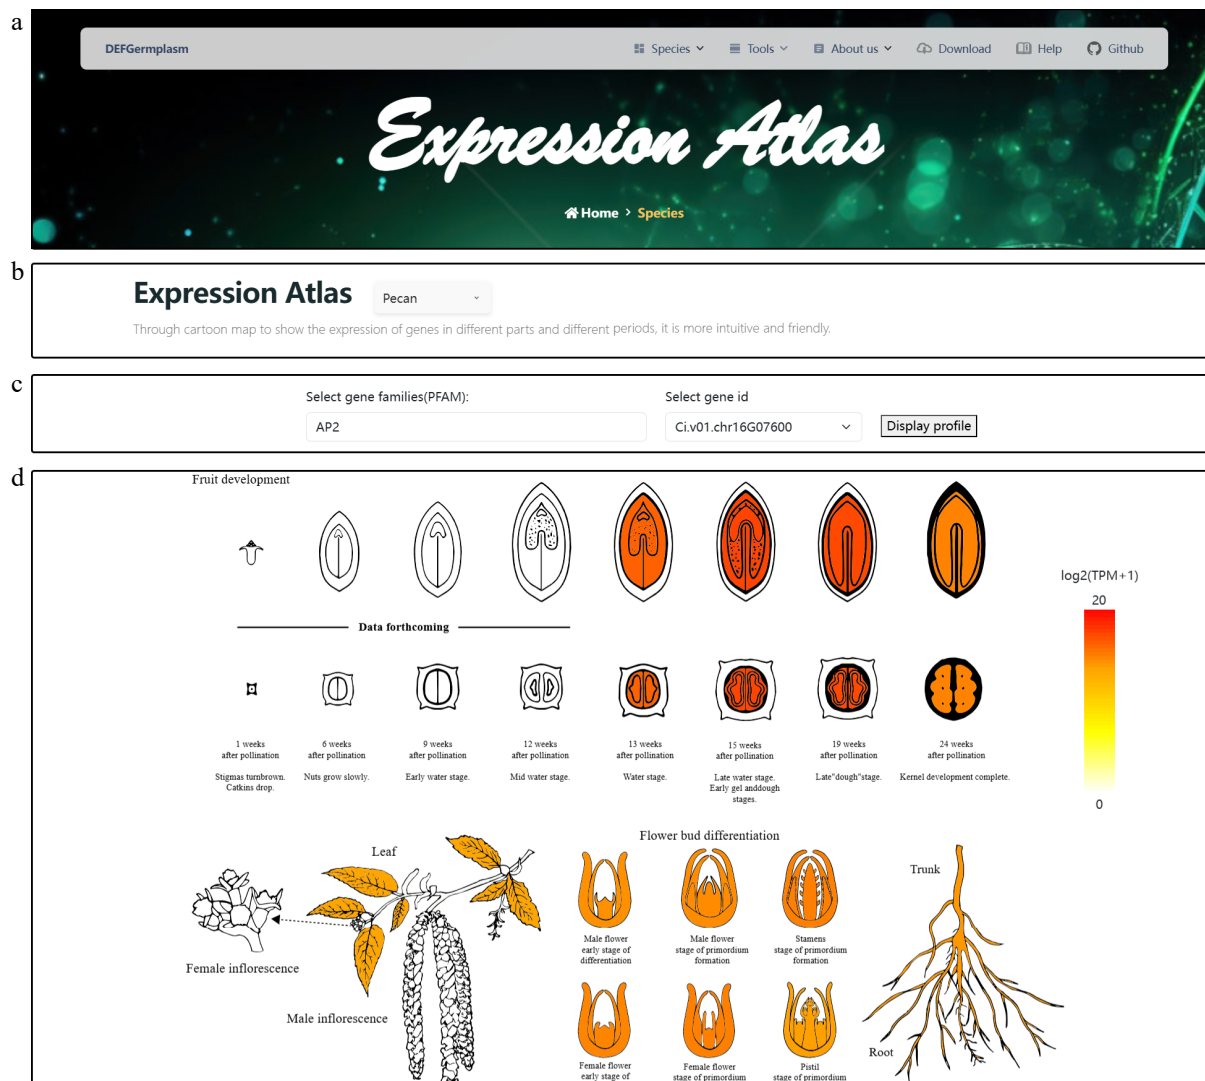 a
DEFGermplasm
Species
Tools
About us
Download
Help
Github
Expression Atlas
Home > Species
b
Expression Atlas
Pecan
Through cartoon map to show the expression of genes in different parts and different periods, it is more intuitive and friendly.
c
Select gene families(PFAM):
Select gene id
AP2
Ci.v01.chr16G07600
Display profile
d
Fruit development
Data forthcoming
1 weeks
after pollination
Stigmas turnbrown.
Catkins drop.
6 weeks
after pollination
Nuts grow slowly.
9 weeks
after pollination
Early water stage.
12 weeks
after pollination
Mid water stage.
13 weeks
after pollination
Water stage.
15 weeks
after pollination
Late water stage.
Early gel anddough
stages.
19 weeks
after pollination
Late"dough"stage.
24 weeks
after pollination
Kernel development complete.
log2(TPM+1)
20
0
Leaf
Female inflorescence
Male inflorescence
Flower bud differentiation
Male flower
early stage of
differentiation
Male flower
stage of primordium
formation
Stamens
stage of primordium
formation
Female flower
early stage of
Female flower
stage of primordium
Pistil
stage of primordium
Trunk
Root